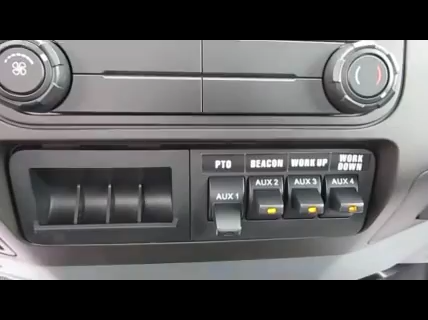 PTO BEACON WORK UP WORK DOWN
AUX 1 AUX 2 AUX 3 AUX 4